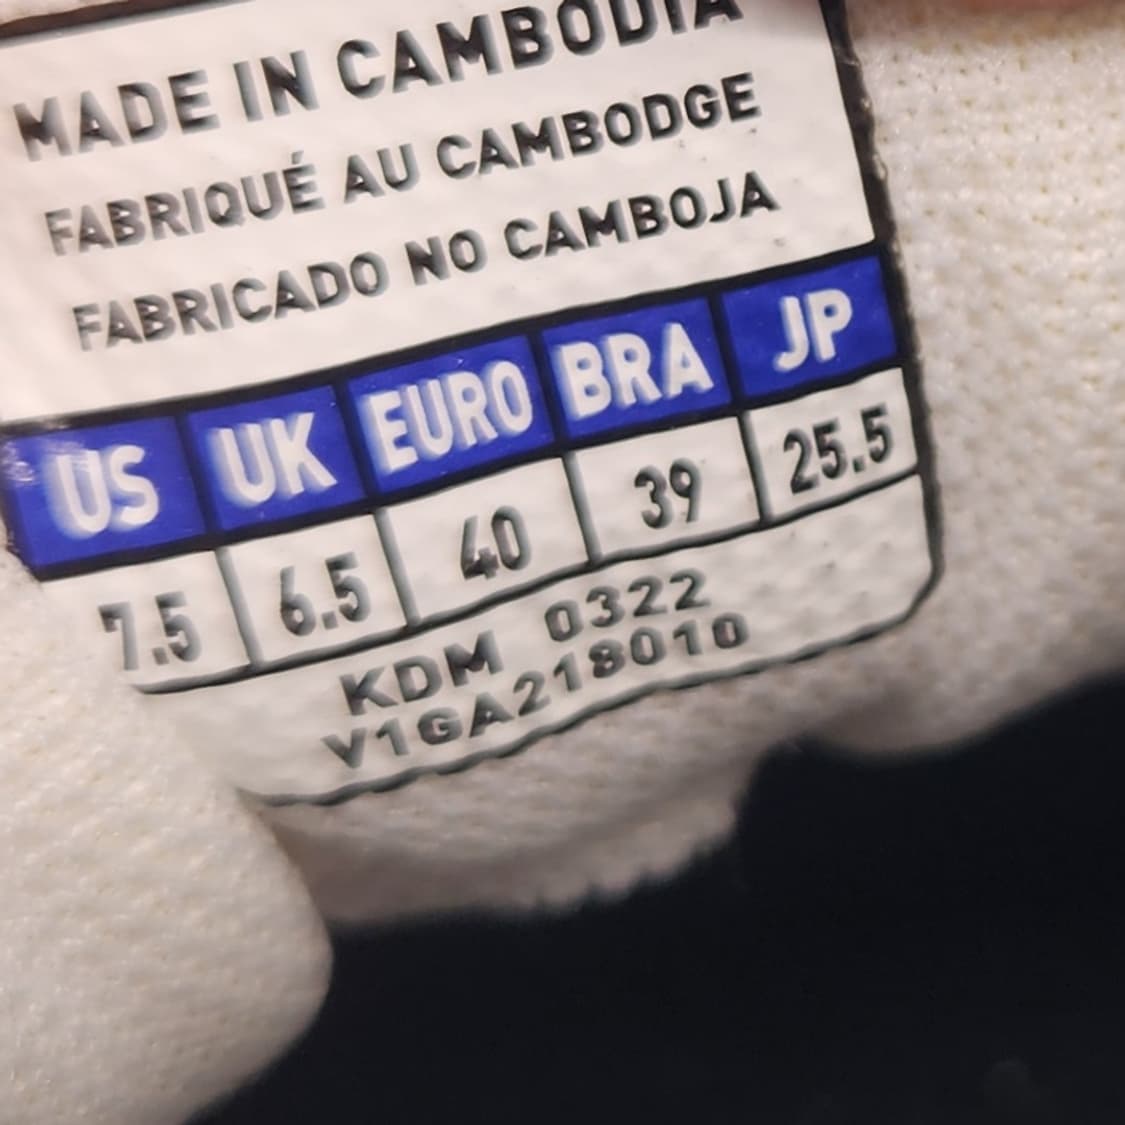 MADE IN CAMBODIA
FABRIQUÉ AU CAMBODGE
FABRICADO NO CAMBOJA
US UK EURO BRA JP
7.5 6.5 40 39 25.5
KDM 0322
V1GA218010